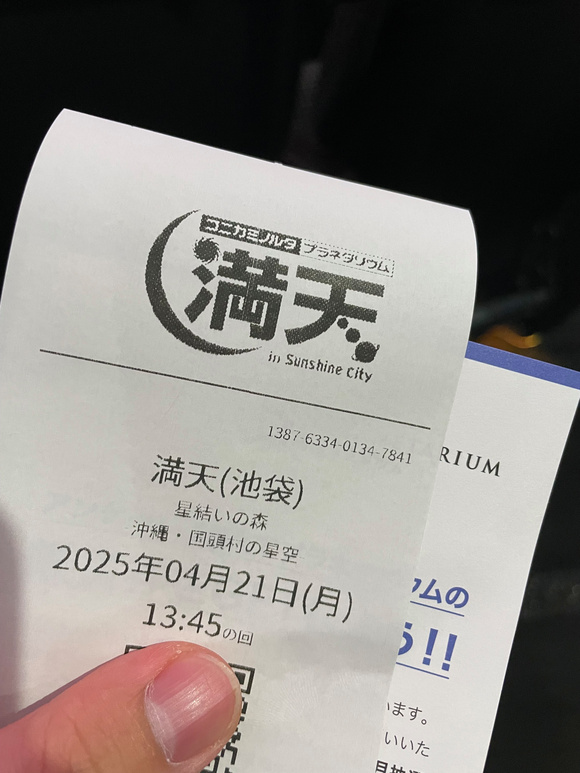 コニカミノルタ プラネタリウム
満天
in Sunshine City
1387-6334-0134-7841
満天(池袋)
星結いの森
沖縄・国頭村の星空
2025年04月21日(月)
13:45の回
RIUM
ウムの
う!!
います。
いいた